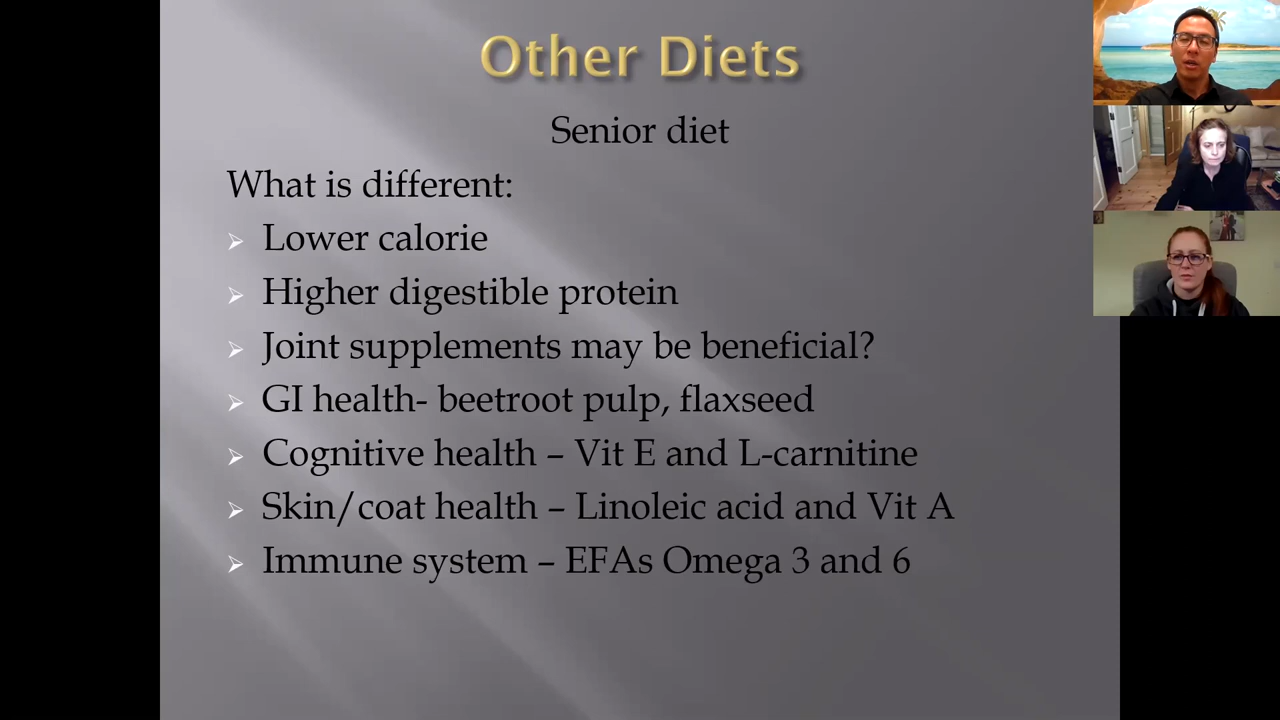 Other Diets
Senior diet
What is different:
Lower calorie
Higher digestible protein
Joint supplements may be beneficial?
GI health- beetroot pulp, flaxseed
Cognitive health – Vit E and L-carnitine
Skin/coat health – Linoleic acid and Vit A
Immune system – EFAs Omega 3 and 6